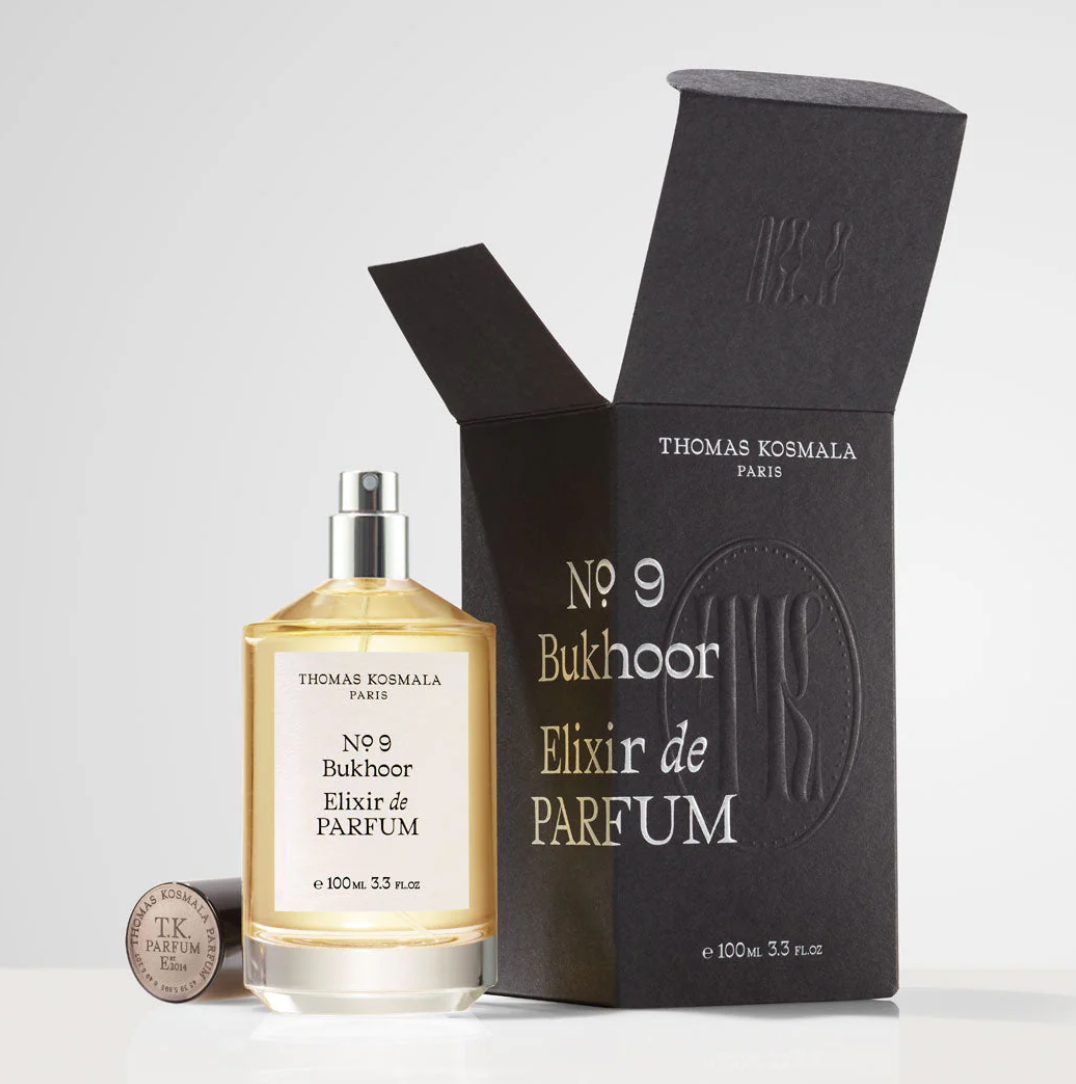 THOMAS KOSMALA
PARIS
Nº 9
Bukhoor
Elixir de
PARFUM
e 100ML 3.3 FL.OZ
THOMAS KOSMALA
PARIS
Nº 9
Bukhoor
Elixir de
PARFUM
℮ 100ML 3.3 FL.OZ
THOMAS KOSMALA PARFUM
T.K.
PARFUM
Est
2014